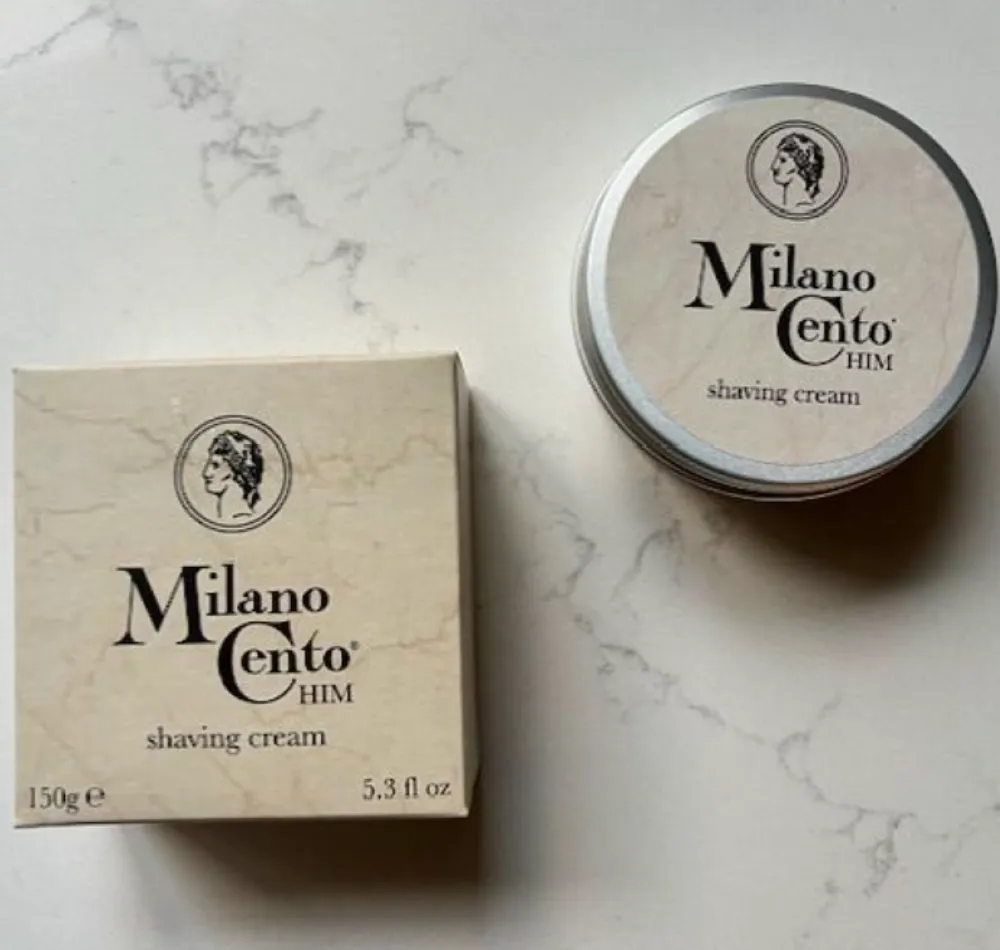 Milano
Cento®
HIM
shaving cream
150g ℮
5.3 fl oz
Milano
Cento
HIM
shaving cream